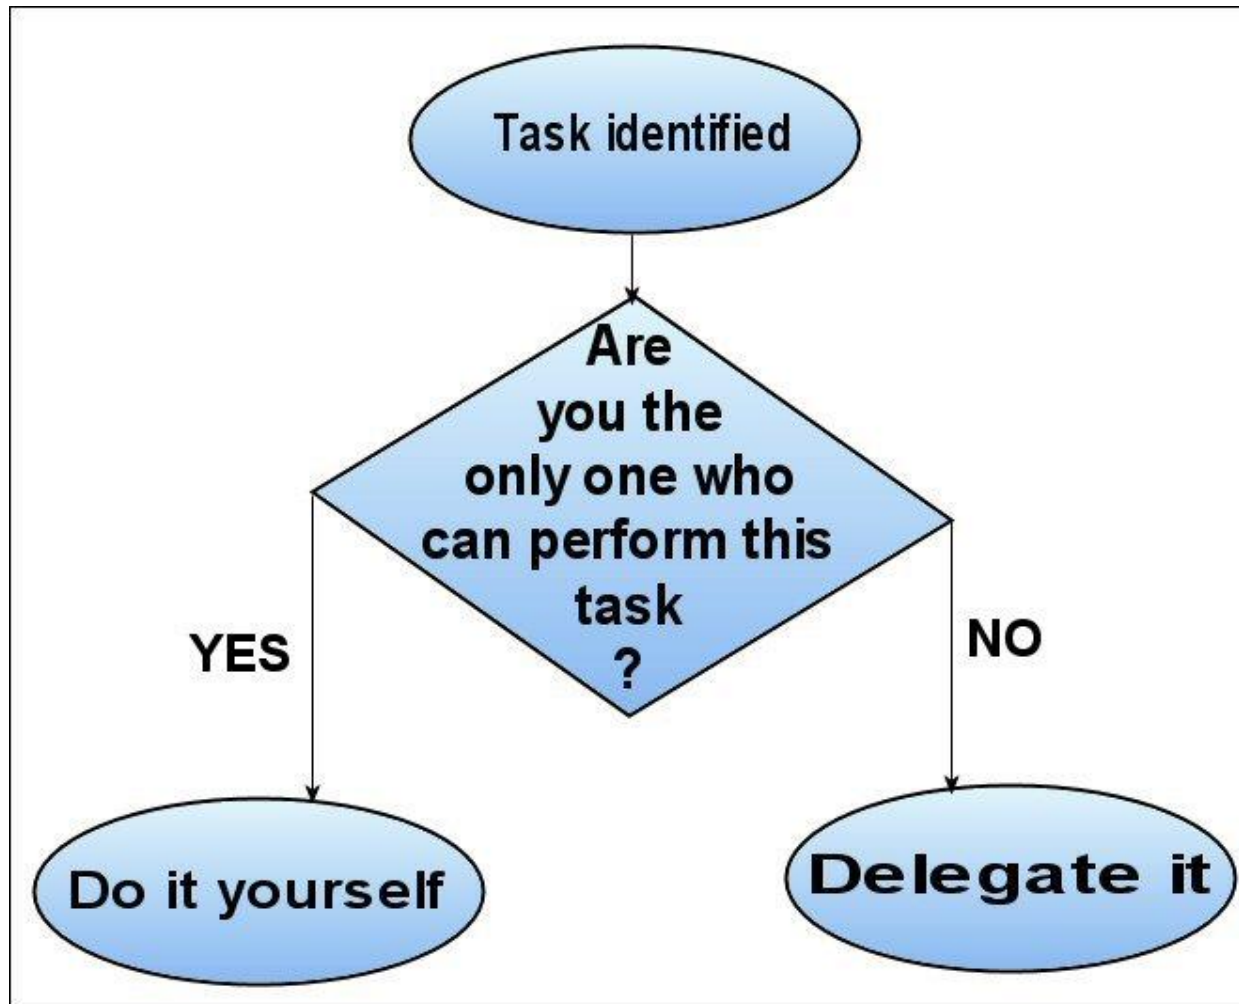 Task identified
Are
you the
only one who
can perform this
task
?
YES
NO
Do it yourself
Delegate it